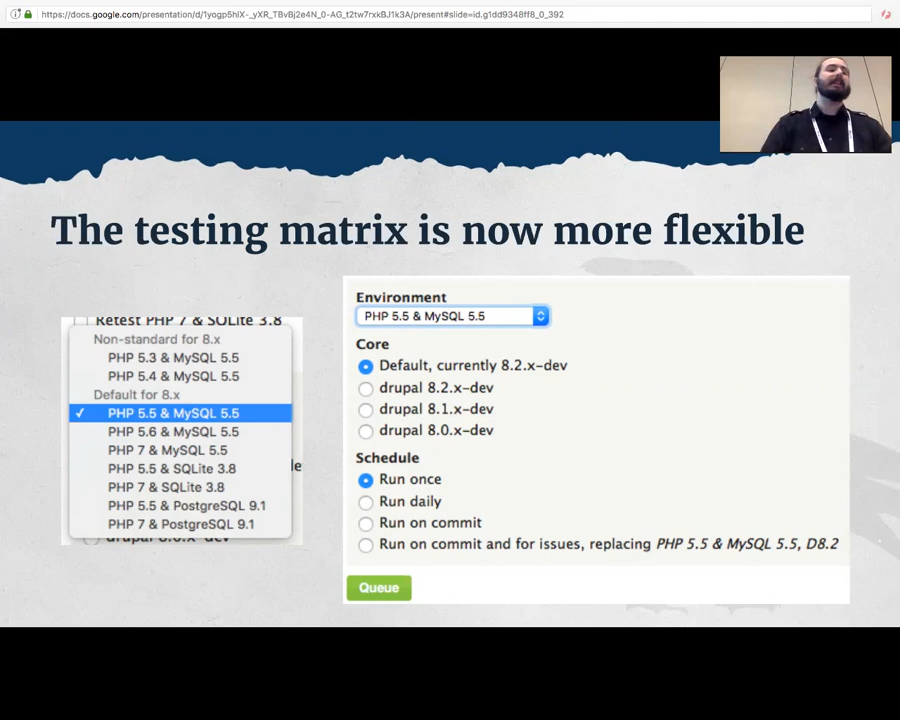 https://docs.google.com/presentation/d/1yogp5hlX-_yXR_TBvBj2e4N_0-AG_t2tw7rxkBJ1k3A/present#slide=id.g1dd9348ff8_0_392
The testing matrix is now more flexible
Retest PHP 7 & SQLite 3.8
Non-standard for 8.x
PHP 5.3 & MySQL 5.5
PHP 5.4 & MySQL 5.5
Default for 8.x
✓ PHP 5.5 & MySQL 5.5
PHP 5.6 & MySQL 5.5
PHP 7 & MySQL 5.5
PHP 5.5 & SQLite 3.8
PHP 7 & SQLite 3.8
PHP 5.5 & PostgreSQL 9.1
PHP 7 & PostgreSQL 9.1
drupal 8.0.x-dev
Environment
PHP 5.5 & MySQL 5.5
Core
Default, currently 8.2.x-dev
drupal 8.2.x-dev
drupal 8.1.x-dev
drupal 8.0.x-dev
Schedule
Run once
Run daily
Run on commit
Run on commit and for issues, replacing PHP 5.5 & MySQL 5.5, D8.2
Queue